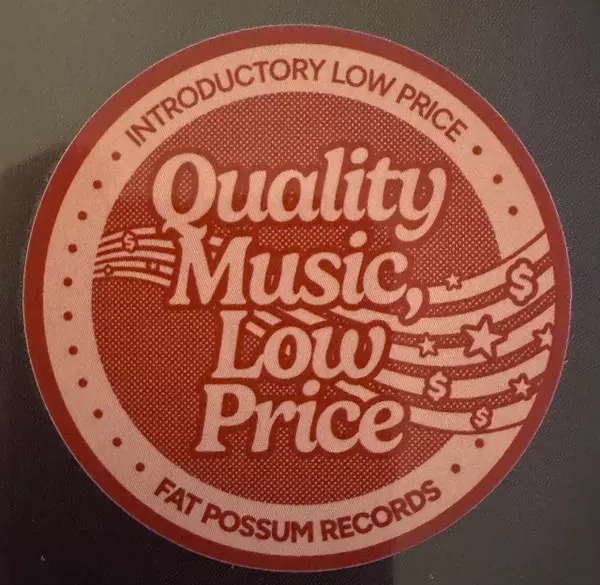 INTRODUCTORY LOW PRICE
Quality
Music,
Low
Price
FAT POSSUM RECORDS